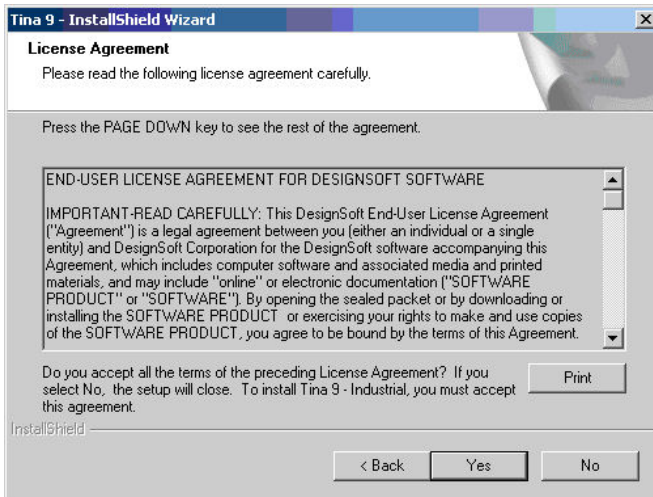 Tina 9 - InstallShield Wizard
License Agreement
Please read the following license agreement carefully.
Press the PAGE DOWN key to see the rest of the agreement.
END-USER LICENSE AGREEMENT FOR DESIGNSOFT SOFTWARE
IMPORTANT-READ CAREFULLY: This DesignSoft End-User License Agreement
("Agreement") is a legal agreement between you (either an individual or a single
entity) and DesignSoft Corporation for the DesignSoft software accompanying this
Agreement, which includes computer software and associated media and printed
materials, and may include "online" or electronic documentation ("SOFTWARE
PRODUCT" or "SOFTWARE"). By opening the sealed packet or by downloading or
installing the SOFTWARE PRODUCT or exercising your rights to make and use copies
of the SOFTWARE PRODUCT, you agree to be bound by the terms of this Agreement.
Do you accept all the terms of the preceding License Agreement? If you
select No, the setup will close. To install Tina 9 - Industrial, you must accept
this agreement.
Print
InstallShield
< Back
Yes
No